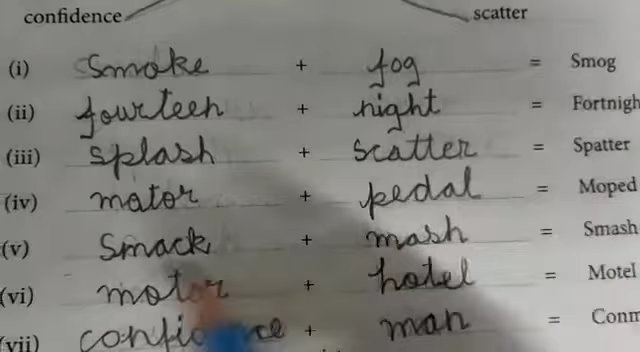 confidence scatter
(i) Smoke + fog = Smog
(ii) fourteen + night = Fortnigh
(iii) splash + scatter = Spatter
(iv) motor + pedal = Moped
(v) Smack + mash = Smash
(vi) motor + hotel = Motel
(vii) + man = Conm